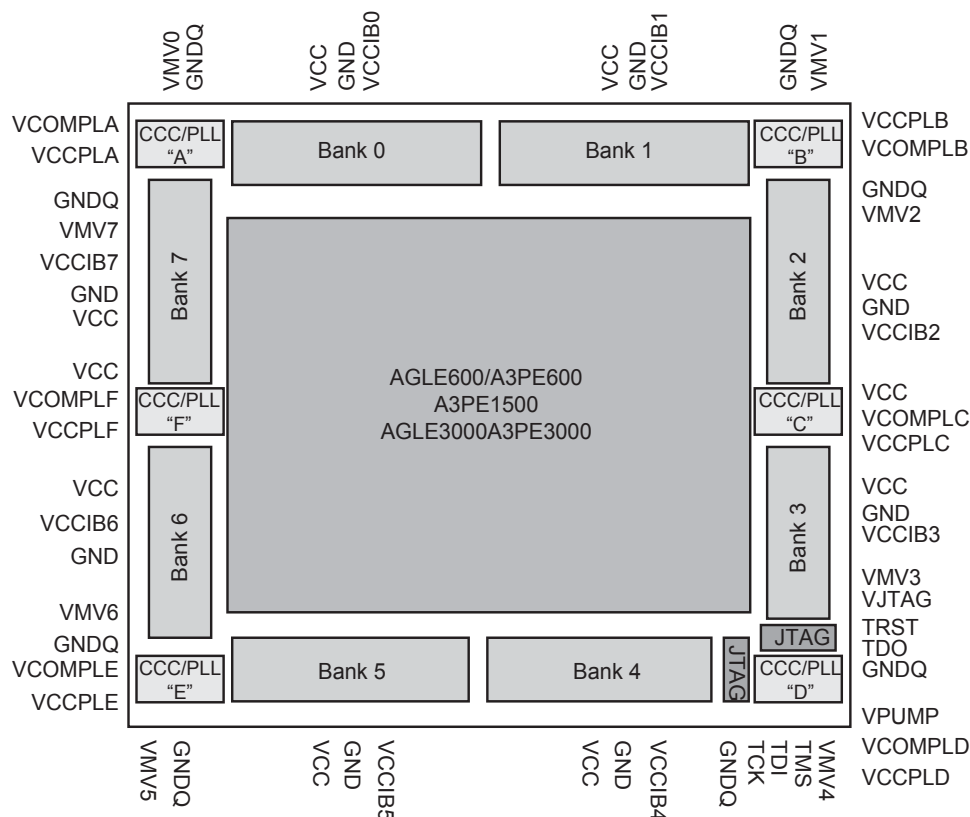 VMV0
GNDQ
VCC
GND
VCCIB0
VCC
GND
VCCIB1
GNDQ
VMV1
VCOMPLA
VCCPLA
GNDQ
VMV7
VCCIB7
GND
VCC
VCC
VCOMPLF
VCCPLF
VCC
VCCIB6
GND
VMV6
GNDQ
VCOMPLE
VCCPLE
CCC/PLL
“A”
Bank 0
Bank 1
CCC/PLL
“B”
Bank 7
Bank 2
AGLE600/A3PE600
A3PE1500
AGLE3000A3PE3000
CCC/PLL
“F”
CCC/PLL
“C”
Bank 6
Bank 3
JTAG
CCC/PLL
“E”
Bank 5
Bank 4
JTAG
CCC/PLL
“D”
VCCPLB
VCOMPLB
GNDQ
VMV2
VCC
GND
VCCIB2
VCC
VCOMPLC
VCCPLC
VCC
GND
VCCIB3
VMV3
VJTAG
TRST
TDO
GNDQ
VPUMP
VCOMPLD
VCCPLD
VMV5
GNDQ
VCC
GND
VCCIB5
VCC
GND
VCCIB4
GNDQ
TCK
TDI
TMS
VMV4